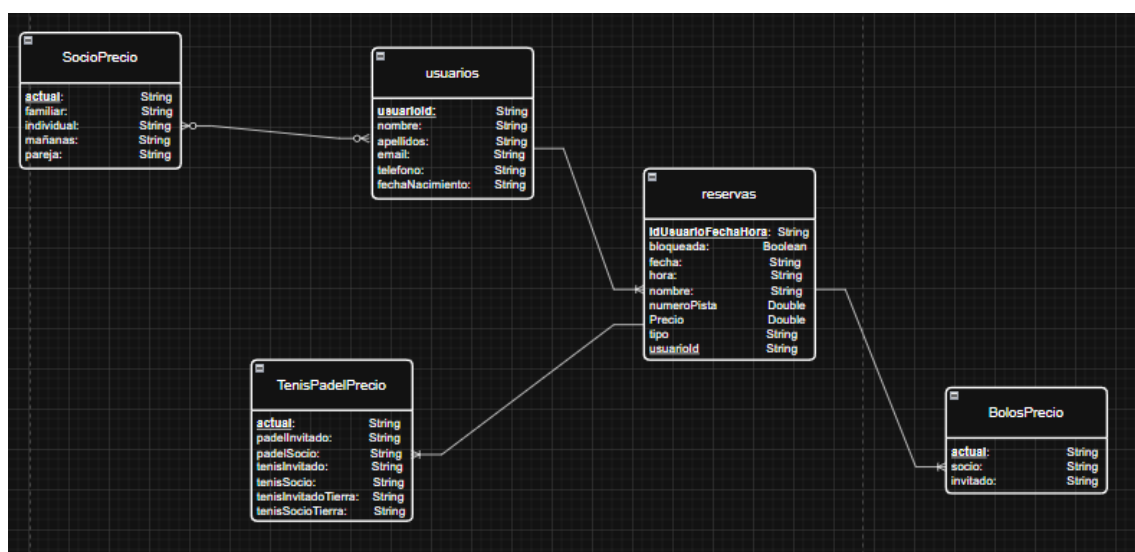 SocioPrecio
actual: String
familiar: String
individual: String
mañanas: String
pareja: String
usuarios
usuarioId: String
nombre: String
apellidos: String
email: String
telefono: String
fechaNacimiento: String
reservas
idUsuarioFechaHora: String
bloqueada: Boolean
fecha: String
hora: String
nombre: String
numeroPista Double
Precio Double
tipo String
usuarioId String
TenisPadelPrecio
actual: String
padelInvitado: String
padelSocio: String
tenisInvitado: String
tenisSocio: String
tenisInvitadoTierra: String
tenisSocioTierra: String
BolosPrecio
actual: String
socio: String
invitado: String